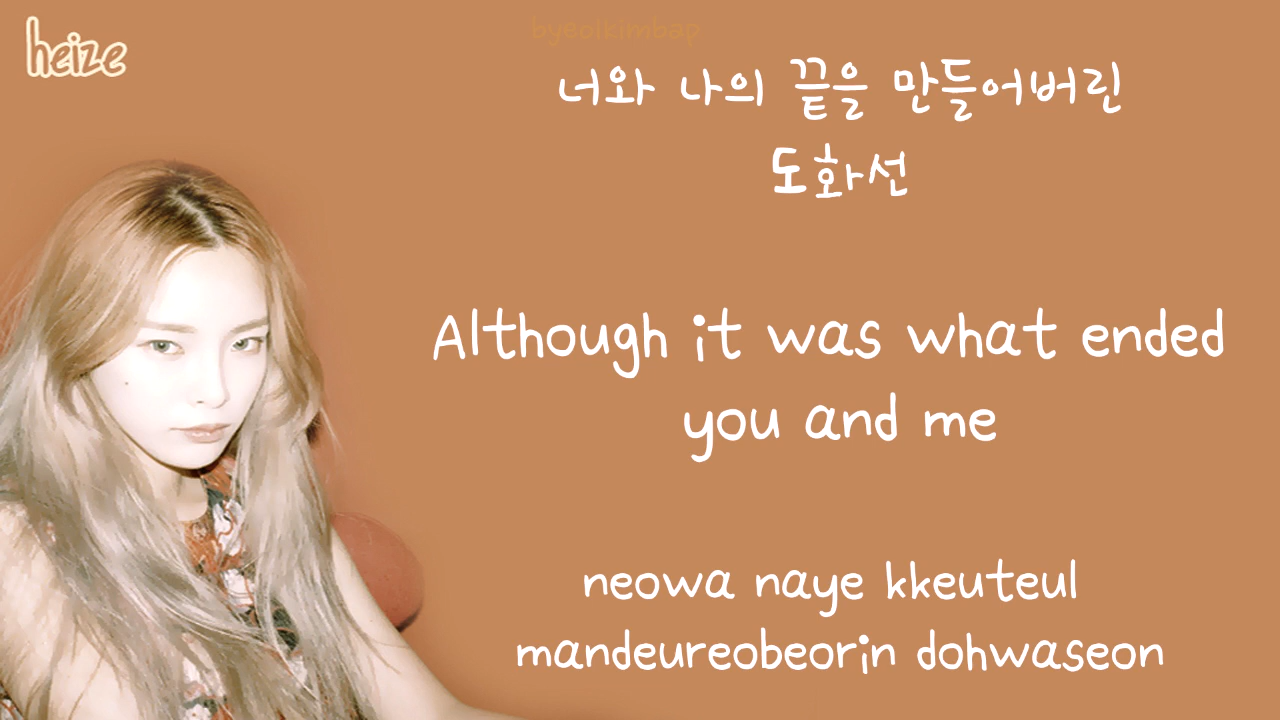 heize
byeolkimbap
너와 나의 끝을 만들어버린
도화선
Although it was what ended
you and me
neowa naye kkeuteul
mandeureobeorin dohwaseon